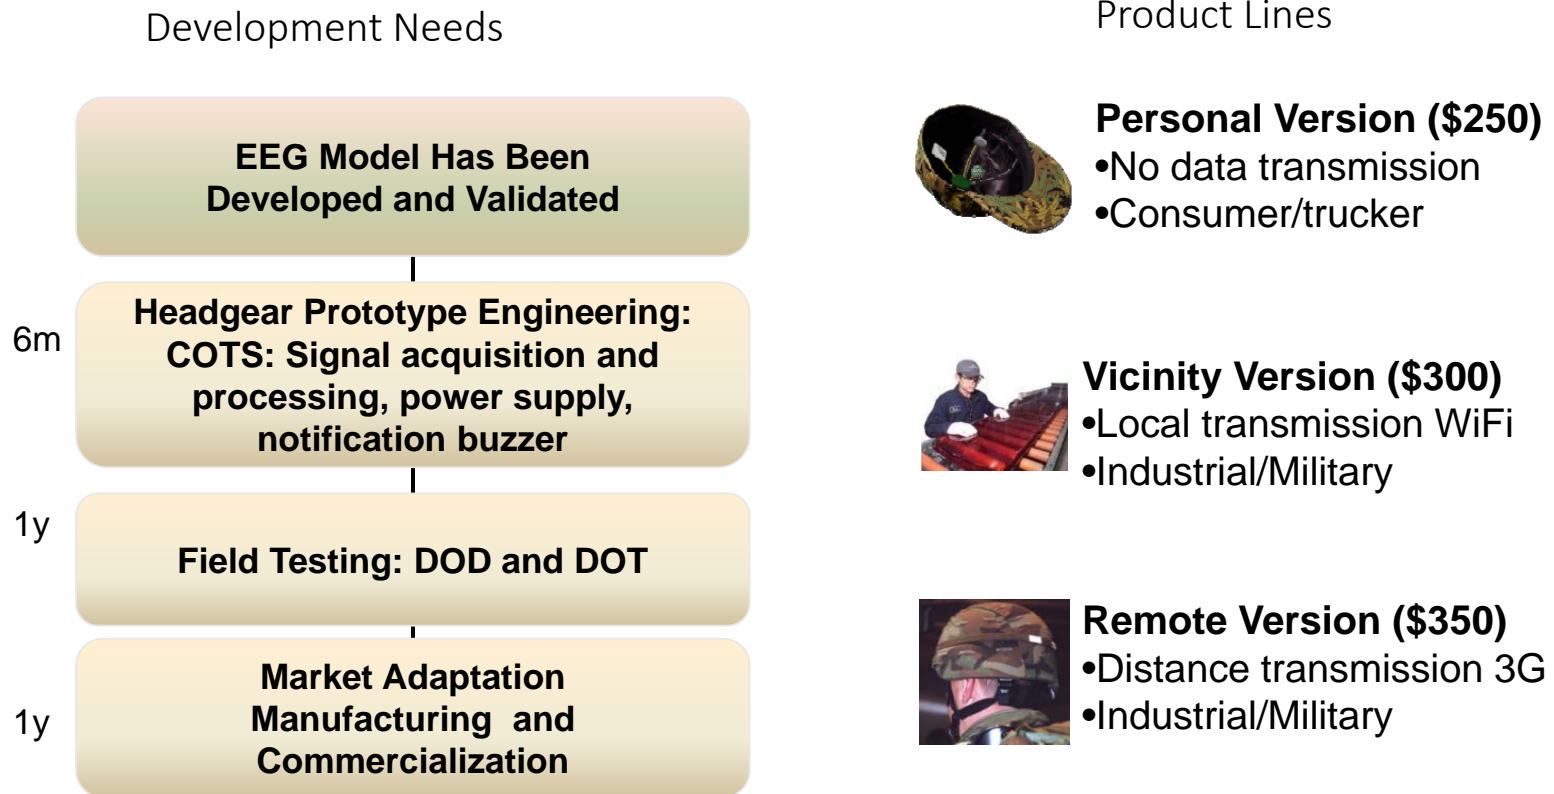 Development Needs
EEG Model Has Been
Developed and Validated
6m
Headgear Prototype Engineering:
COTS: Signal acquisition and
processing, power supply,
notification buzzer
1y
Field Testing: DOD and DOT
1y
Market Adaptation
Manufacturing and
Commercialization
Product Lines
Personal Version ($250)
•No data transmission
•Consumer/trucker
Vicinity Version ($300)
•Local transmission WiFi
•Industrial/Military
Remote Version ($350)
•Distance transmission 3G
•Industrial/Military